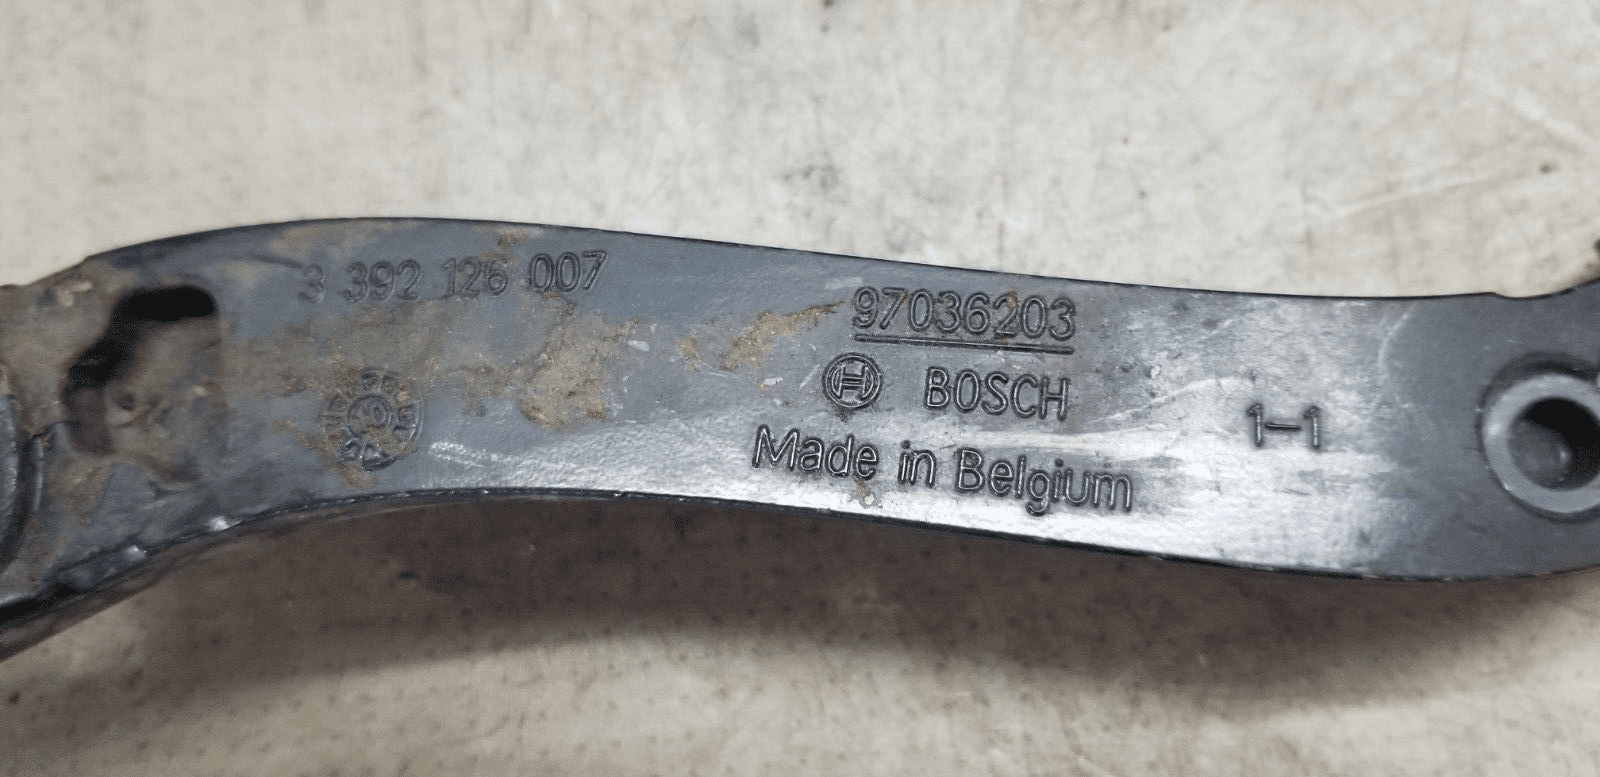 3 392 126 007
97036203
BOSCH
Made in Belgium
1-1